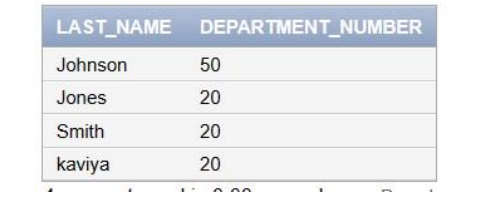 LAST_NAME DEPARTMENT_NUMBER
Johnson 50
Jones 20
Smith 20
kaviya 20